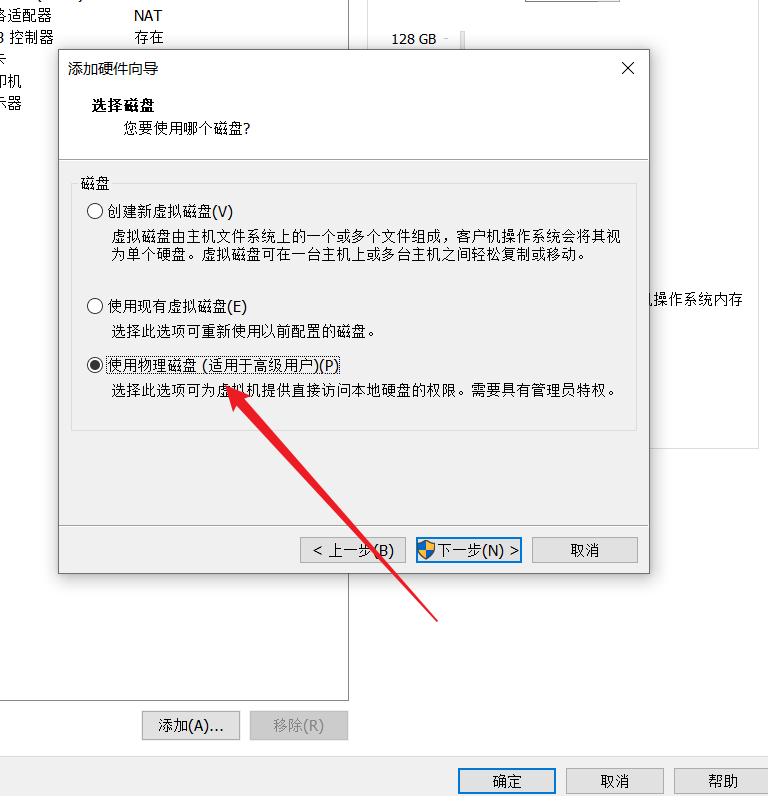 络适配器 NAT
控制器 存在
128 GB
印机
示器
添加硬件向导
选择磁盘
您要使用哪个磁盘?
磁盘
创建新虚拟磁盘(V)
虚拟磁盘由主机文件系统上的一个或多个文件组成，客户机操作系统会将其视
为单个硬盘。虚拟磁盘可在一台主机上或多台主机之间轻松复制或移动。
使用现有虚拟磁盘(E)
选择此选项可重新使用以前配置的磁盘。
机操作系统内存
使用物理磁盘 (适用于高级用户)(P)
选择此选项可为虚拟机提供直接访问本地硬盘的权限。需要具有管理员特权。
< 上一步(B) 下一步(N) > 取消
添加(A)... 移除(R)
确定 取消 帮助